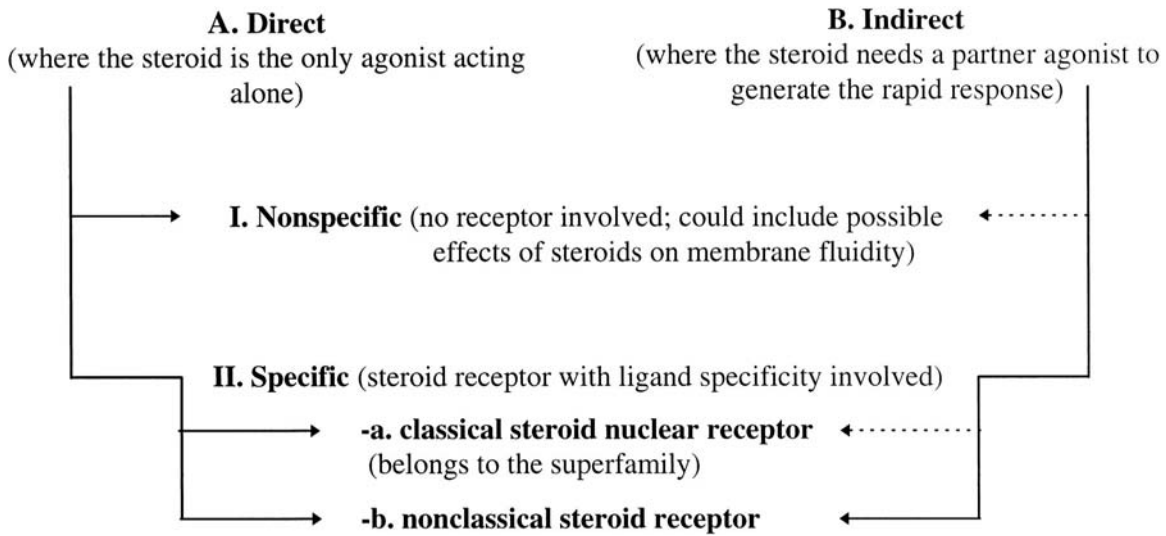 A. Direct
(where the steroid is the only agonist acting
alone)
B. Indirect
(where the steroid needs a partner agonist to
generate the rapid response)
I. Nonspecific (no receptor involved; could include possible
effects of steroids on membrane fluidity)
II. Specific (steroid receptor with ligand specificity involved)
-a. classical steroid nuclear receptor
(belongs to the superfamily)
-b. nonclassical steroid receptor